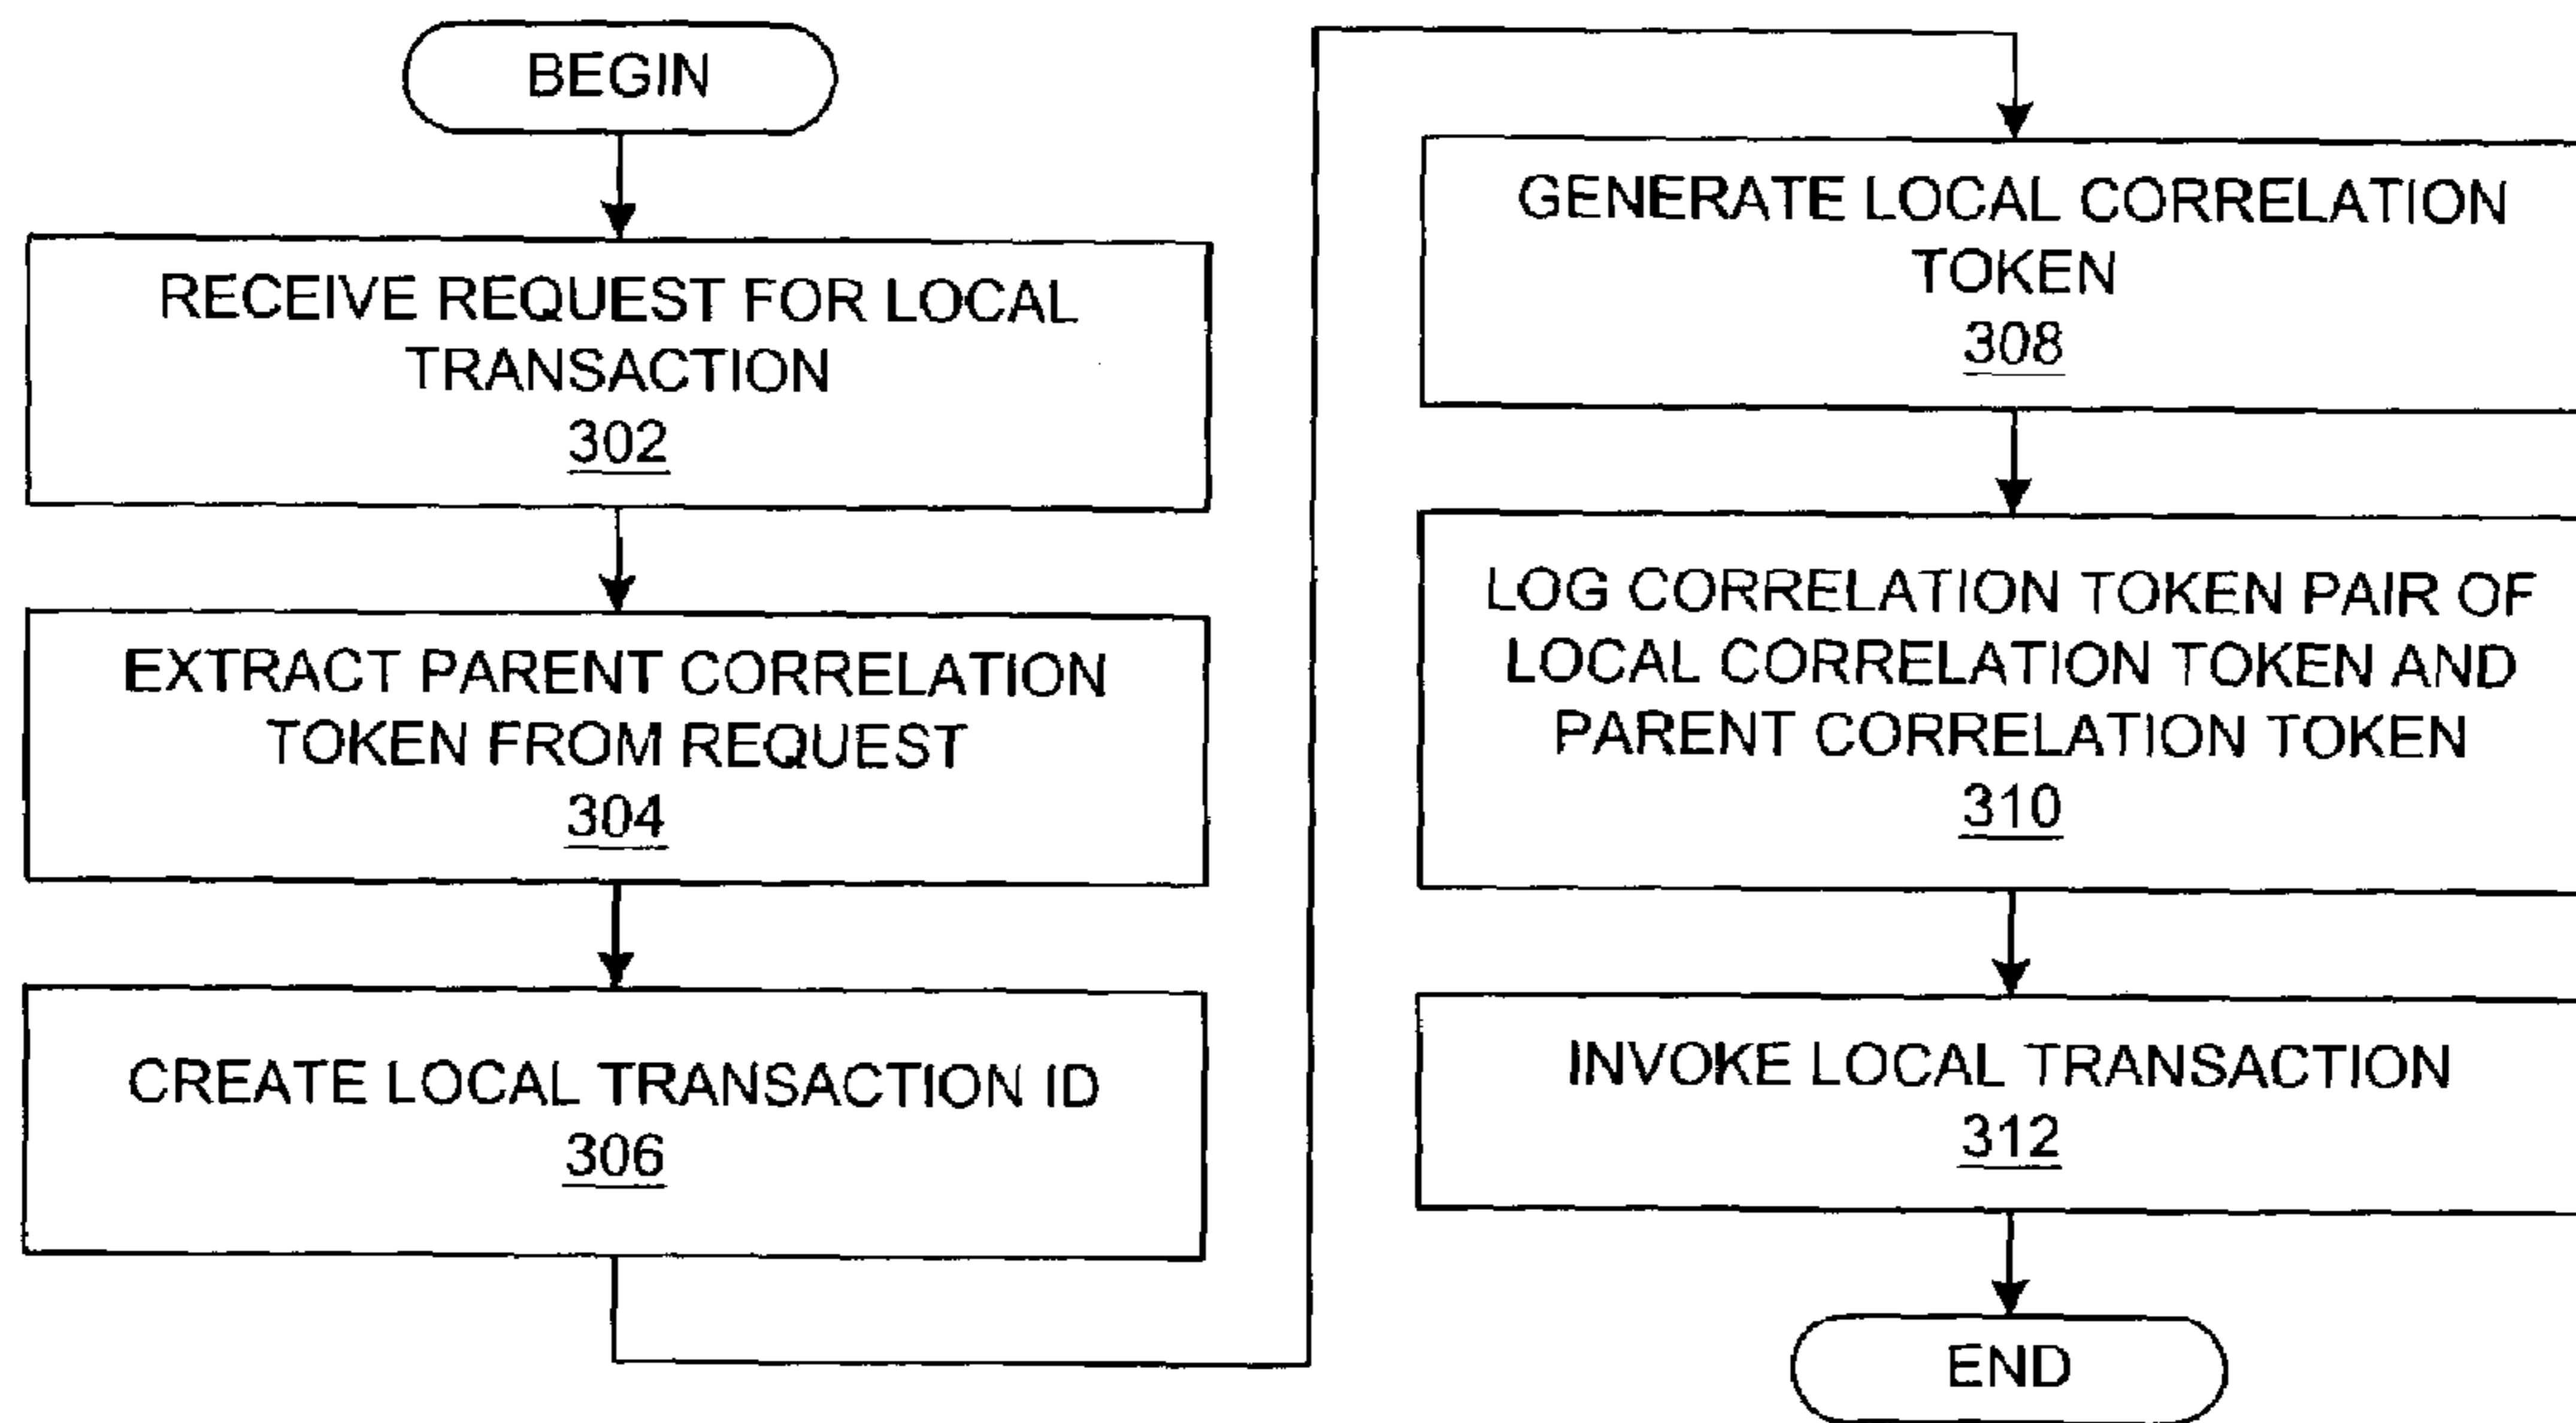 BEGIN
RECEIVE REQUEST FOR LOCAL
TRANSACTION
302
EXTRACT PARENT CORRELATION
TOKEN FROM REQUEST
304
CREATE LOCAL TRANSACTION ID
306
GENERATE LOCAL CORRELATION
TOKEN
308
LOG CORRELATION TOKEN PAIR OF
LOCAL CORRELATION TOKEN AND
PARENT CORRELATION TOKEN
310
INVOKE LOCAL TRANSACTION
312
END